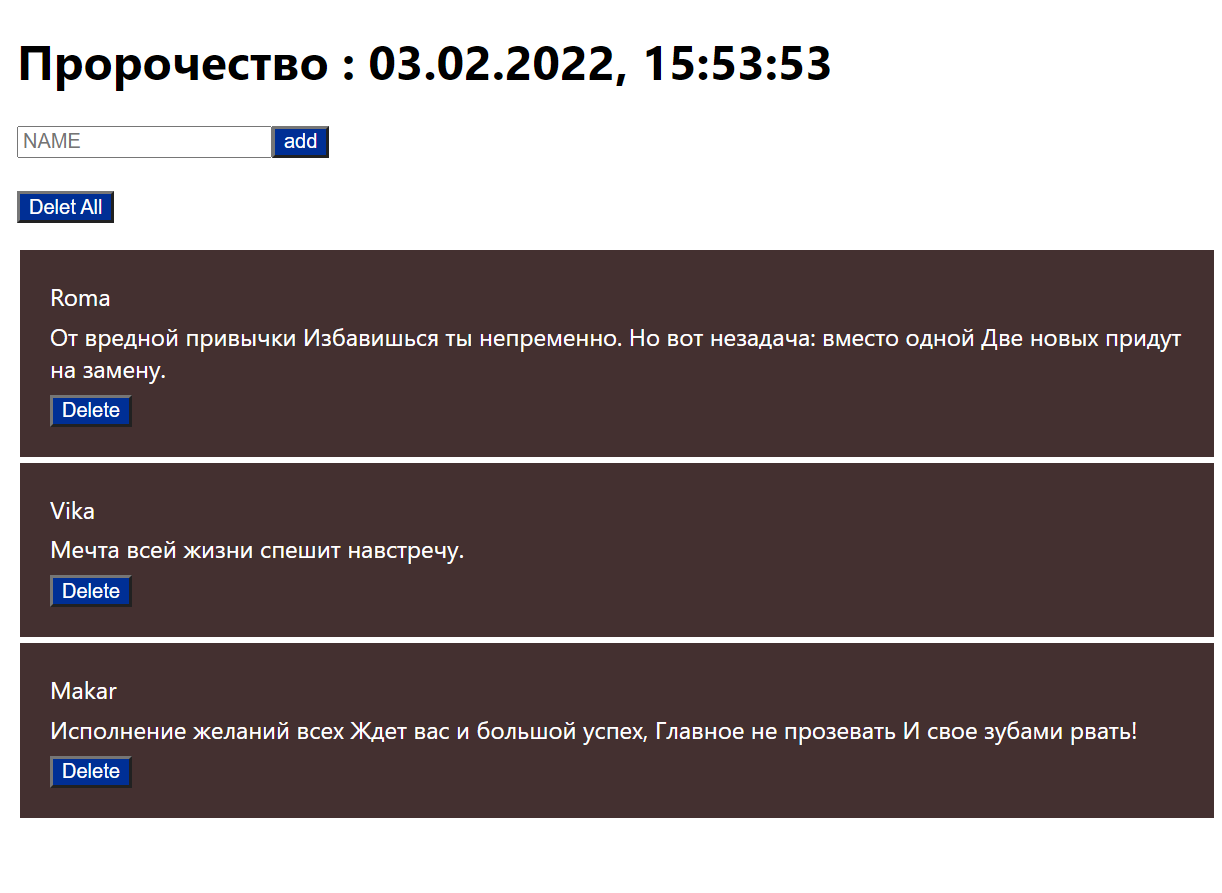 Пророчество : 03.02.2022, 15:53:53
NAME
add
Delet All
Roma
От вредной привычки Избавишься ты непременно. Но вот незадача: вместо одной Две новых придут
на замену.
Delete
Vika
Мечта всей жизни спешит навстречу.
Delete
Makar
Исполнение желаний всех Ждет вас и большой успех, Главное не прозевать И свое зубами рвать!
Delete